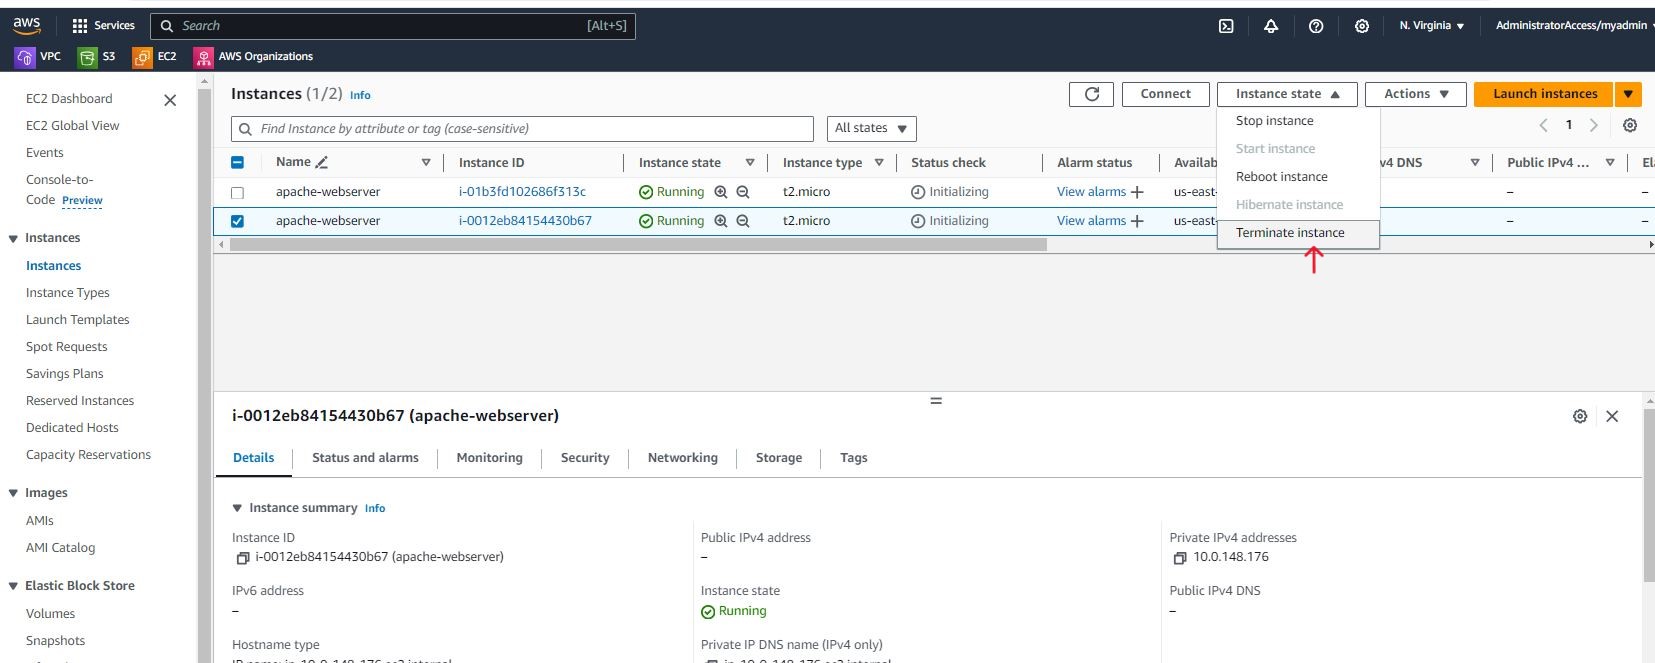 aws Services Search [Alt+S] N. Virginia AdministratorAccess/myadmin
VPC S3 EC2 AWS Organizations
EC2 Dashboard
EC2 Global View
Events
Console-to-
Code Preview
Instances
Instances
Instance Types
Launch Templates
Spot Requests
Savings Plans
Reserved Instances
Dedicated Hosts
Capacity Reservations
Images
AMIs
AMI Catalog
Elastic Block Store
Volumes
Snapshots
Instances (1/2) Info
Connect Instance state Actions Launch instances
Find Instance by attribute or tag (case-sensitive) All states
1
Stop instance
Start instance
Reboot instance
Hibernate instance
Terminate instance
Name Instance ID Instance state Instance type Status check Alarm status Availab v4 DNS Public IPv4 ... El
apache-webserver i-01b3fd102686f313c Running t2.micro Initializing View alarms + us-east- – –
apache-webserver i-0012eb84154430b67 Running t2.micro Initializing View alarms + us-east- – –
i-0012eb84154430b67 (apache-webserver)
Details Status and alarms Monitoring Security Networking Storage Tags
Instance summary Info
Instance ID
i-0012eb84154430b67 (apache-webserver)
Public IPv4 address
–
Private IPv4 addresses
10.0.148.176
IPv6 address
–
Instance state
Running
Public IPv4 DNS
–
Hostname type
Private IP DNS name (IPv4 only)